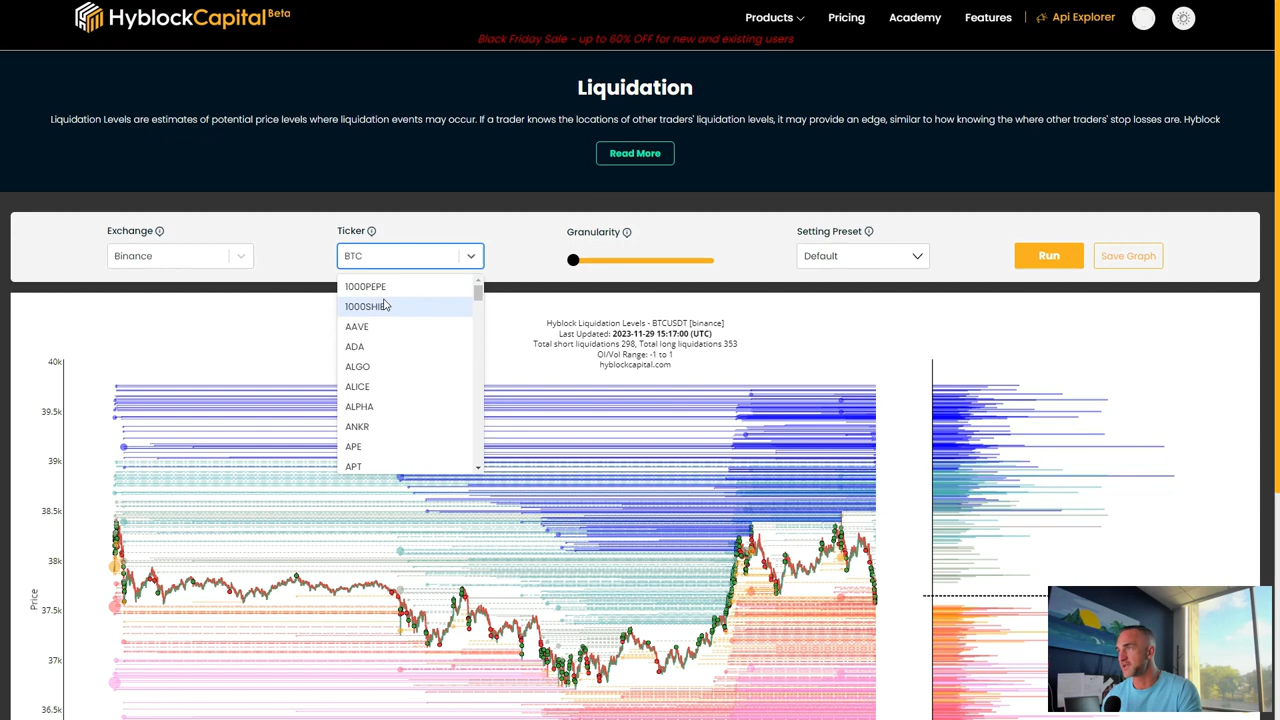 HyblockCapital Beta
Products
Pricing
Academy
Features
Api Explorer
Black Friday Sale - up to 60% OFF for new and existing users
Liquidation
Liquidation Levels are estimates of potential price levels where liquidation events may occur. If a trader knows the locations of other traders' liquidation levels, it may provide an edge, similar to how knowing the where other traders' stop losses are. Hyblock
Read More
Exchange
Ticker
Granularity
Setting Preset
Binance
BTC
Default
Run
Save Graph
1000PEPE
1000SHIB
AAVE
ADA
ALGO
ALICE
ALPHA
ANKR
APE
APT
Hyblock Liquidation Levels - BTCUSDT [binance]
Last Updated: 2023-11-29 15:17:00 (UTC)
Total short liquidations 298, Total long liquidations 353
OI/Vol Range: -1 to 1
hyblockcapital.com
40k
39.5k
39k
38.5k
38k
37.5k
37k
36.5k
Price